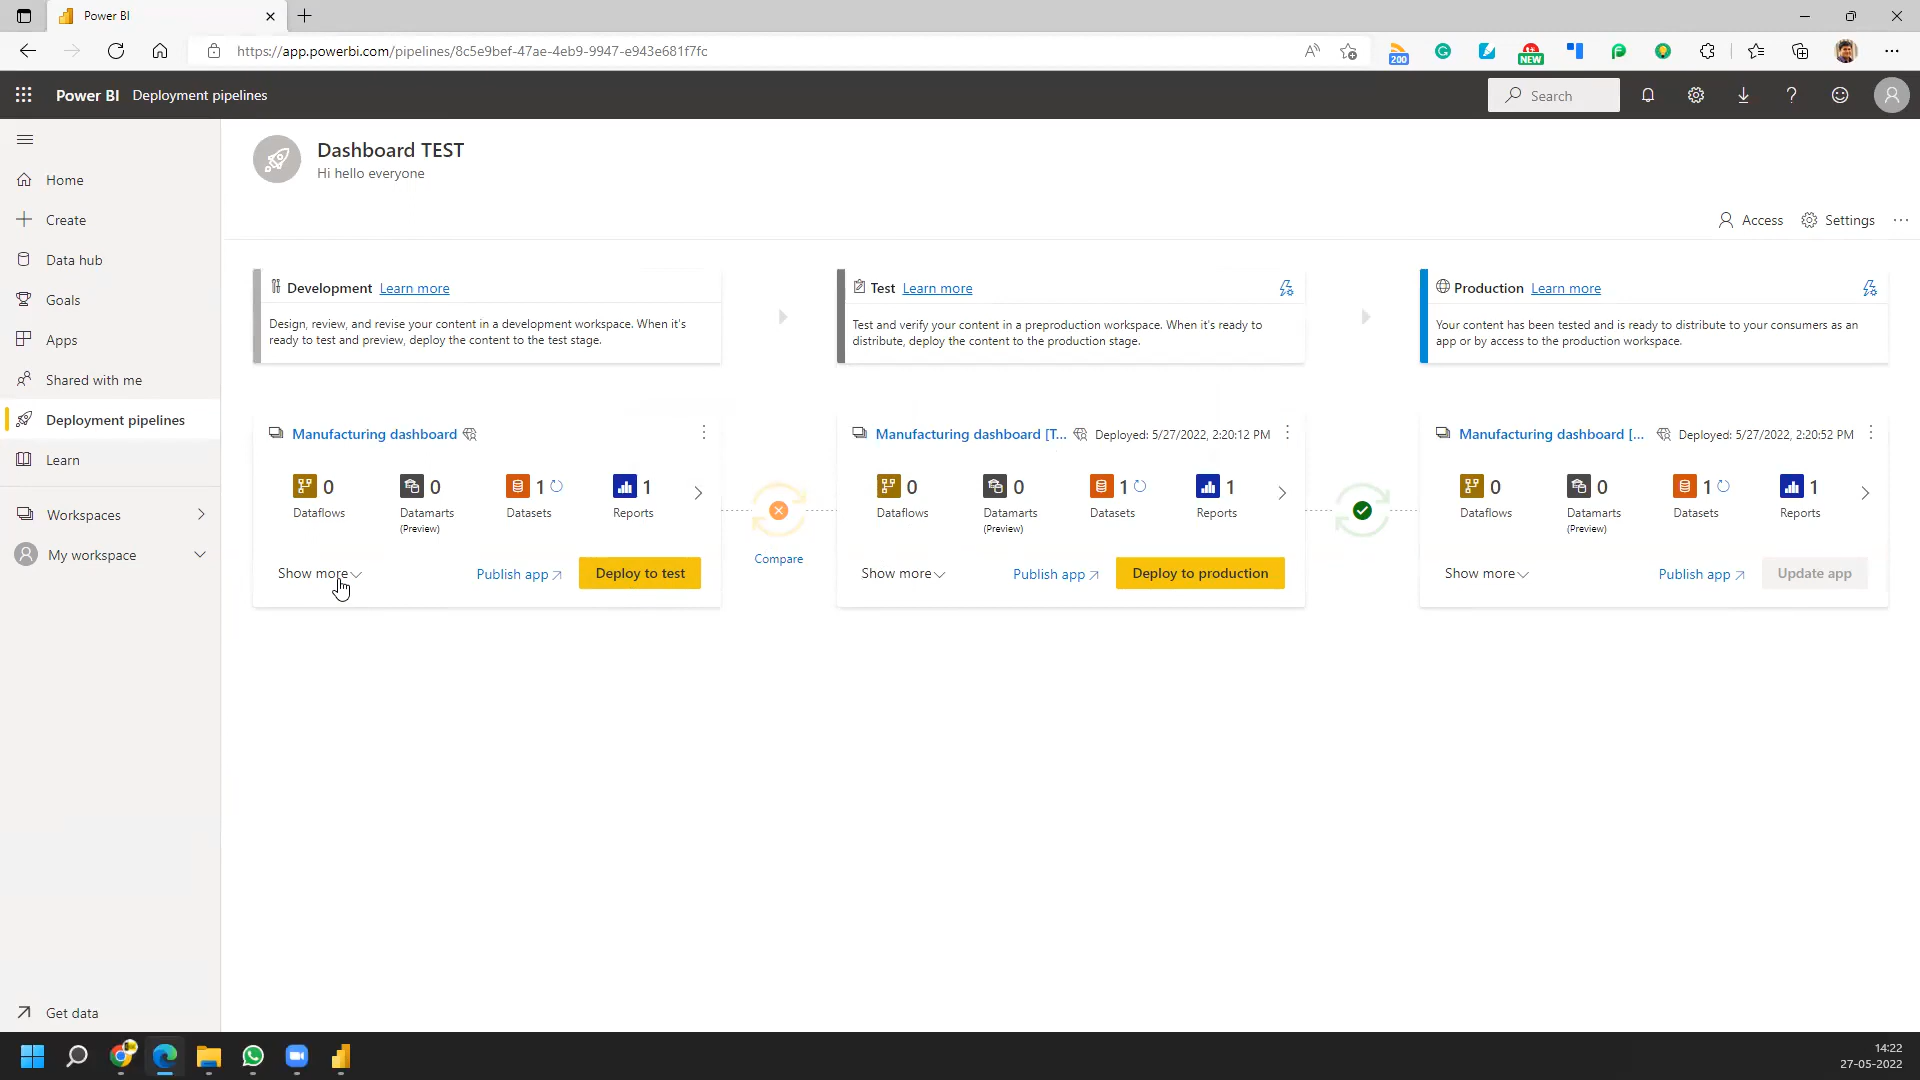 Power BI
https://app.powerbi.com/pipelines/8c5e9bef-47ae-4eb9-9947-e943e681f7fc
200
NEW
Power BI Deployment pipelines
Search
Home
Create
Data hub
Goals
Apps
Shared with me
Deployment pipelines
Learn
Workspaces
My workspace
Get data
Dashboard TEST
Hi hello everyone
Access Settings
Development Learn more
Design, review, and revise your content in a development workspace. When it's
ready to test and preview, deploy the content to the test stage.
Test Learn more
Test and verify your content in a preproduction workspace. When it's ready to
distribute, deploy the content to the production stage.
Production Learn more
Your content has been tested and is ready to distribute to your consumers as an
app or by access to the production workspace.
Manufacturing dashboard
0 0 1 1
Dataflows Datamarts Datasets Reports
(Preview)
Show more Publish app Deploy to test
Compare
Manufacturing dashboard [T... Deployed: 5/27/2022, 2:20:12 PM
0 0 1 1
Dataflows Datamarts Datasets Reports
(Preview)
Show more Publish app Deploy to production
Manufacturing dashboard [... Deployed: 5/27/2022, 2:20:52 PM
0 0 1 1
Dataflows Datamarts Datasets Reports
(Preview)
Show more Publish app Update app
14:22
27-05-2022